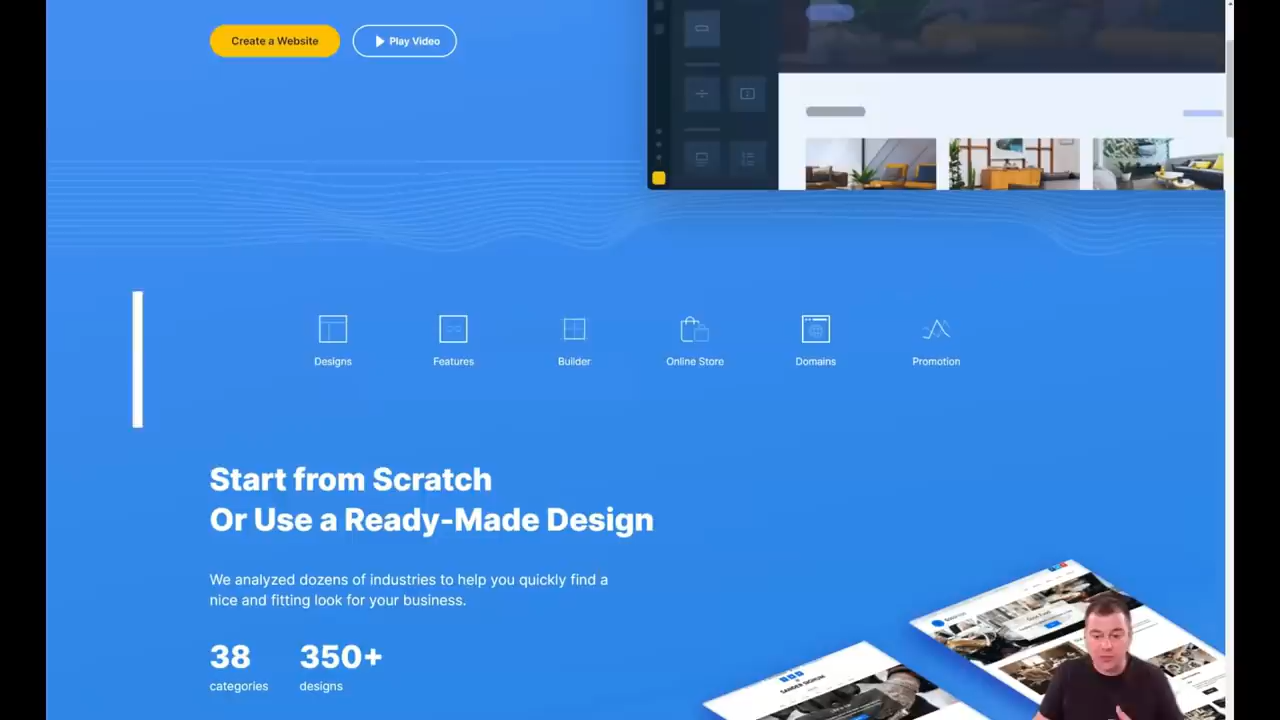 Create a Website
Play Video
Designs
Features
Builder
Online Store
Domains
Promotion
Start from Scratch
Or Use a Ready-Made Design
We analyzed dozens of industries to help you quickly find a
nice and fitting look for your business.
38
350+
categories
designs